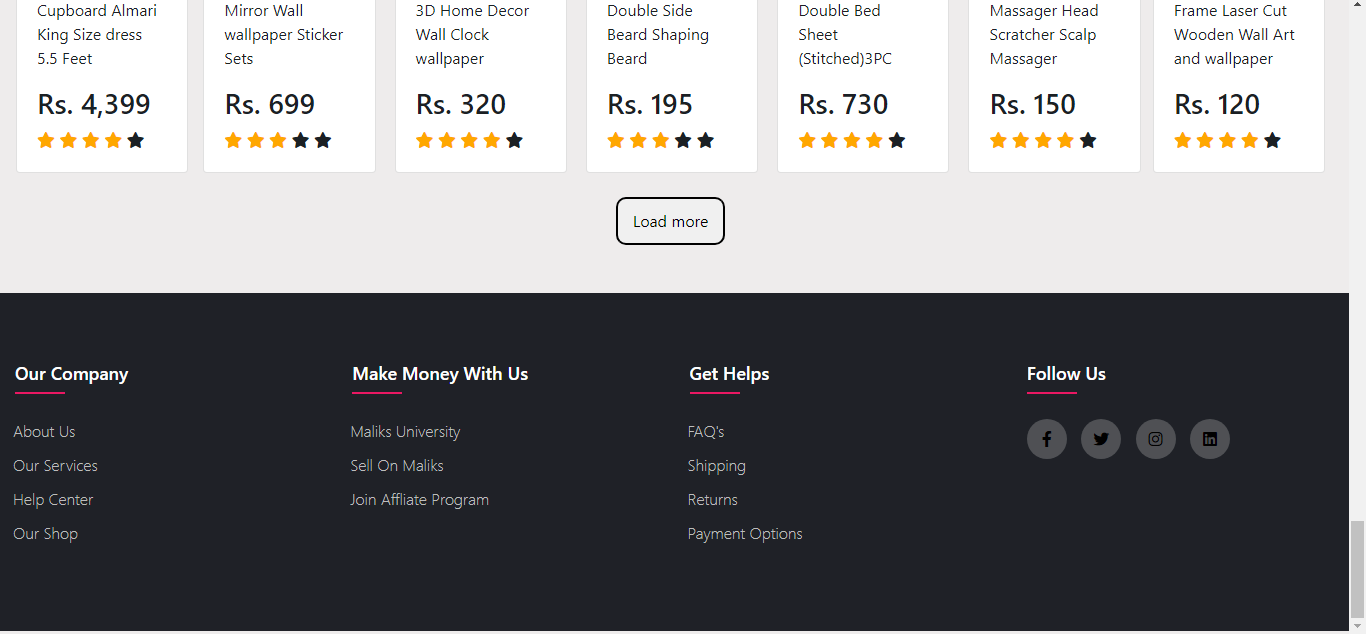 Cupboard Almari
King Size dress
5.5 Feet
Rs. 4,399
Mirror Wall
wallpaper Sticker
Sets
Rs. 699
3D Home Decor
Wall Clock
wallpaper
Rs. 320
Double Side
Beard Shaping
Beard
Rs. 195
Double Bed
Sheet
(Stitched)3PC
Rs. 730
Massager Head
Scratcher Scalp
Massager
Rs. 150
Frame Laser Cut
Wooden Wall Art
and wallpaper
Rs. 120
Load more
Our Company
About Us
Our Services
Help Center
Our Shop
Make Money With Us
Maliks University
Sell On Maliks
Join Affliate Program
Get Helps
FAQ's
Shipping
Returns
Payment Options
Follow Us